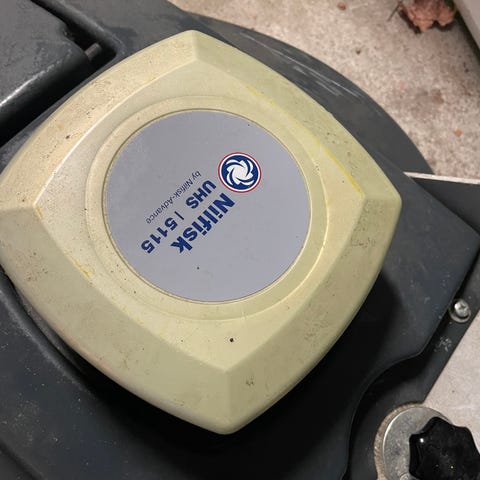 Nilfisk
UHS | 5115
by Nilfisk-Advance